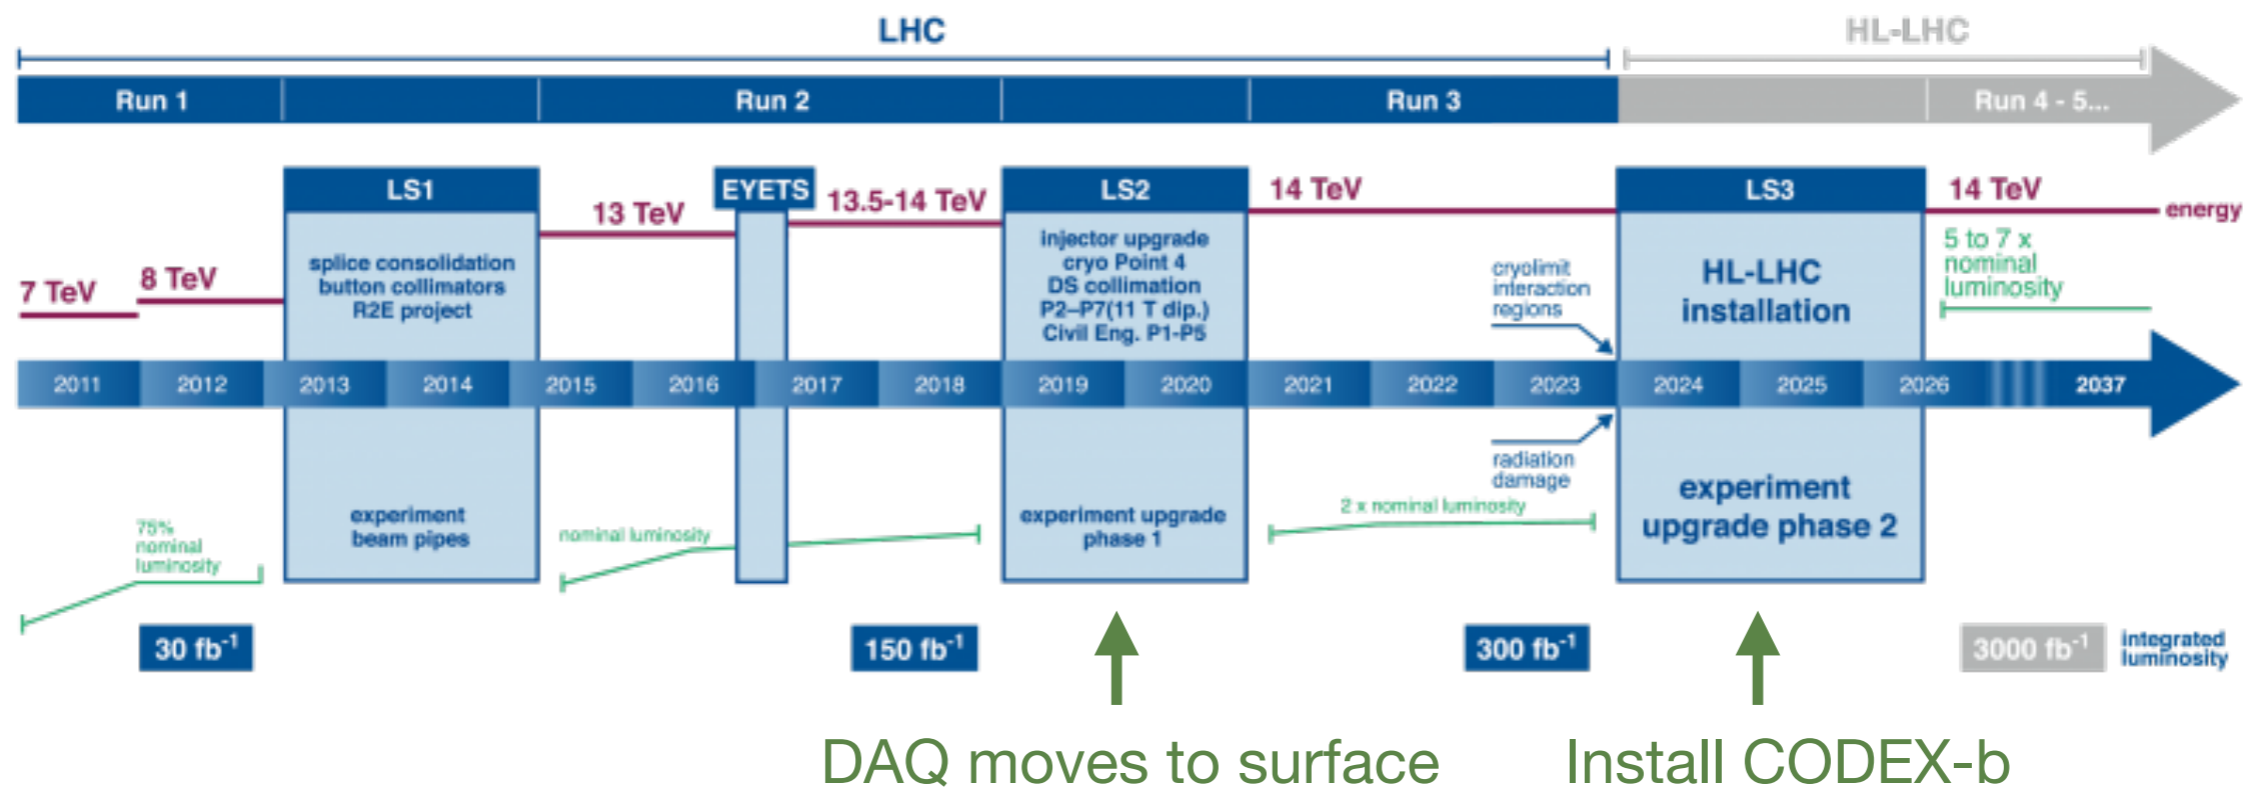 LHC
HL-LHC
Run 1
Run 2
Run 3
Run 4 - 5...
LS1
EYETS
LS2
LS3
7 TeV
8 TeV
13 TeV
13.5-14 TeV
14 TeV
14 TeV
energy
splice consolidation
button collimators
R2E project
injector upgrade
cryo Point 4
DS collimation
P2–P7(11 T dip.)
Civil Eng. P1-P5
cryolimit
interaction
regions
HL-LHC
installation
5 to 7 x
nominal
luminosity
2011
2012
2013
2014
2015
2016
2017
2018
2019
2020
2021
2022
2023
2024
2025
2026
2037
radiation
damage
75%
nominal
luminosity
experiment
beam pipes
nominal luminosity
experiment upgrade
phase 1
2 x nominal luminosity
experiment
upgrade phase 2
30 fb⁻¹
150 fb⁻¹
300 fb⁻¹
3000 fb⁻¹
integrated
luminosity
DAQ moves to surface
Install CODEX-b